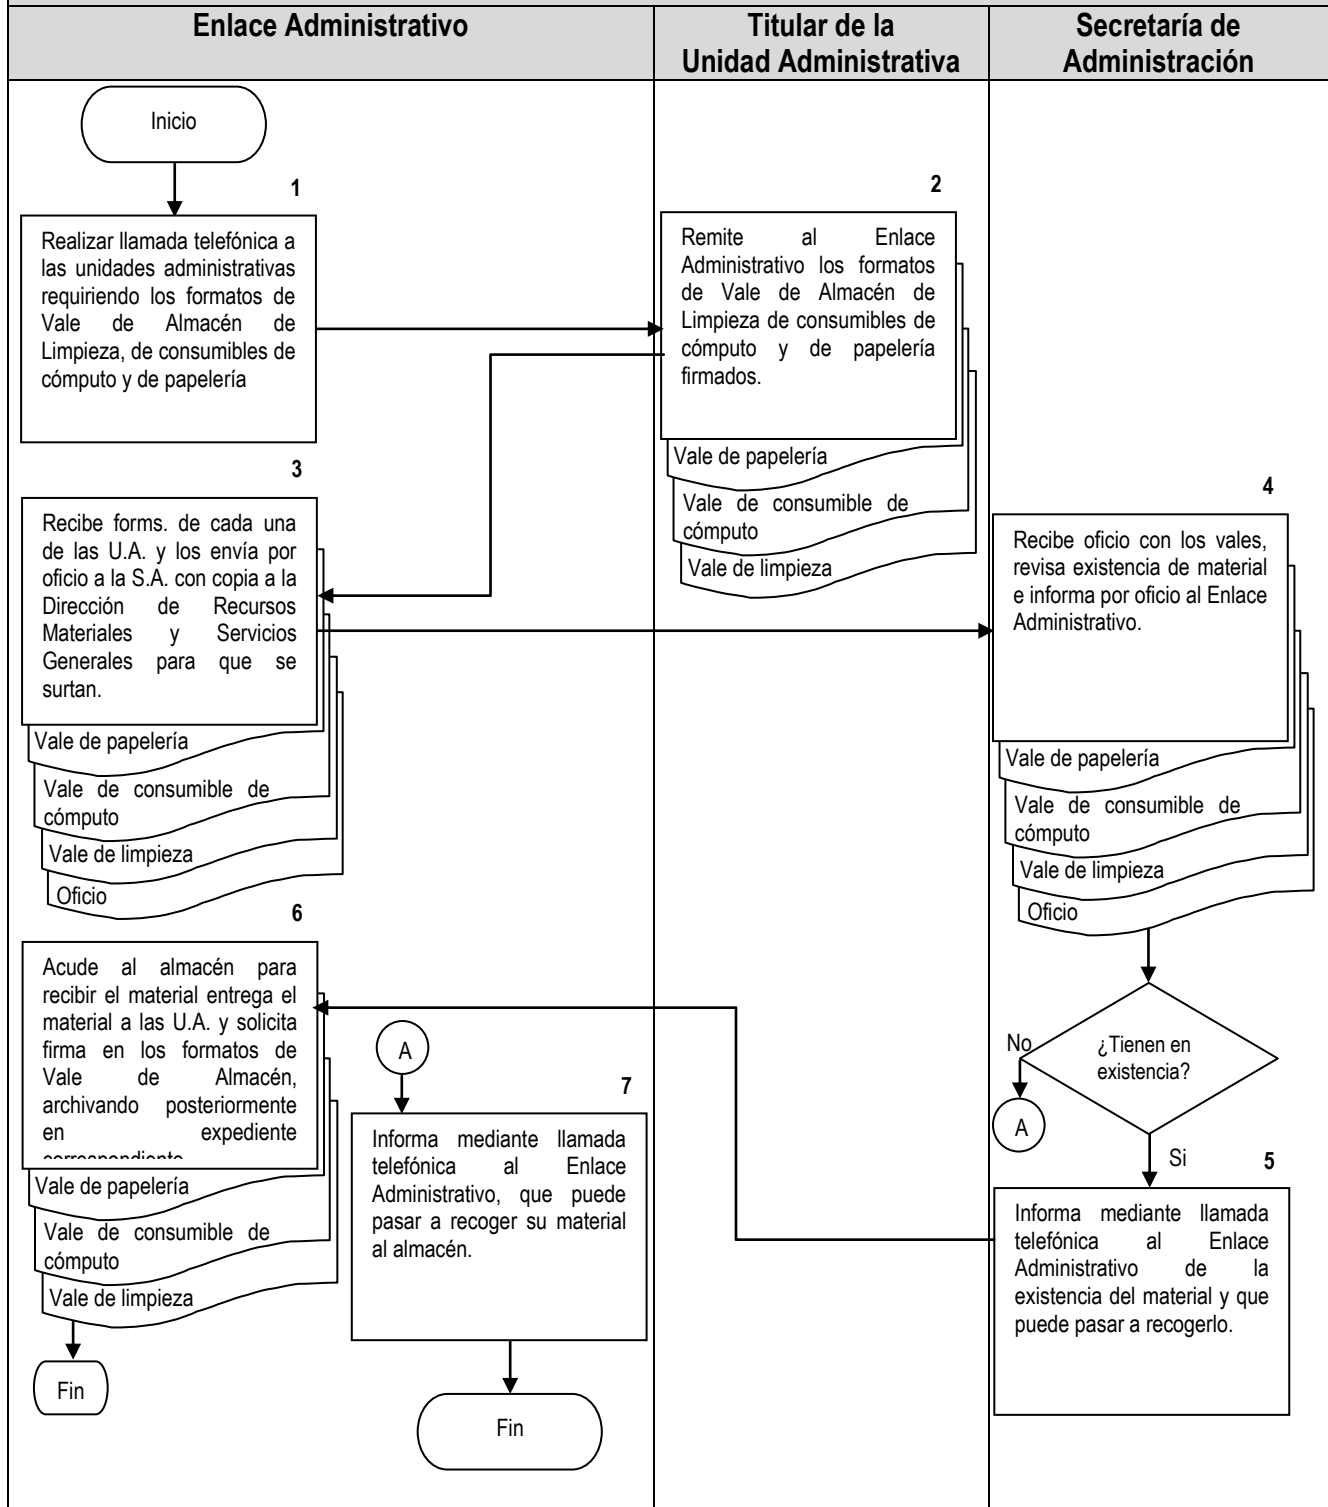 Enlace Administrativo
Titular de la
Unidad Administrativa
Secretaría de
Administración
Inicio
1
Realizar llamada telefónica a
las unidades administrativas
requiriendo los formatos de
Vale de Almacén de
Limpieza, de consumibles de
cómputo y de papelería
2
Remite al Enlace
Administrativo los formatos
de Vale de Almacén de
Limpieza de consumibles de
cómputo y de papelería
firmados.
Vale de papelería
Vale de consumible de
cómputo
Vale de limpieza
3
Recibe forms. de cada una
de las U.A. y los envía por
oficio a la S.A. con copia a la
Dirección de Recursos
Materiales y Servicios
Generales para que se
surtan.
Vale de papelería
Vale de consumible de
cómputo
Vale de limpieza
Oficio
4
Recibe oficio con los vales,
revisa existencia de material
e informa por oficio al Enlace
Administrativo.
Vale de papelería
Vale de consumible de
cómputo
Vale de limpieza
Oficio
¿Tienen en
existencia?
No
A
Si
5
Informa mediante llamada
telefónica al Enlace
Administrativo de la
existencia del material y que
puede pasar a recogerlo.
6
Acude al almacén para
recibir el material entrega el
material a las U.A. y solicita
firma en los formatos de
Vale de Almacén,
archivando posteriormente
en expediente
Vale de papelería
Vale de consumible de
cómputo
Vale de limpieza
Fin
A
7
Informa mediante llamada
telefónica al Enlace
Administrativo, que puede
pasar a recoger su material
al almacén.
Fin